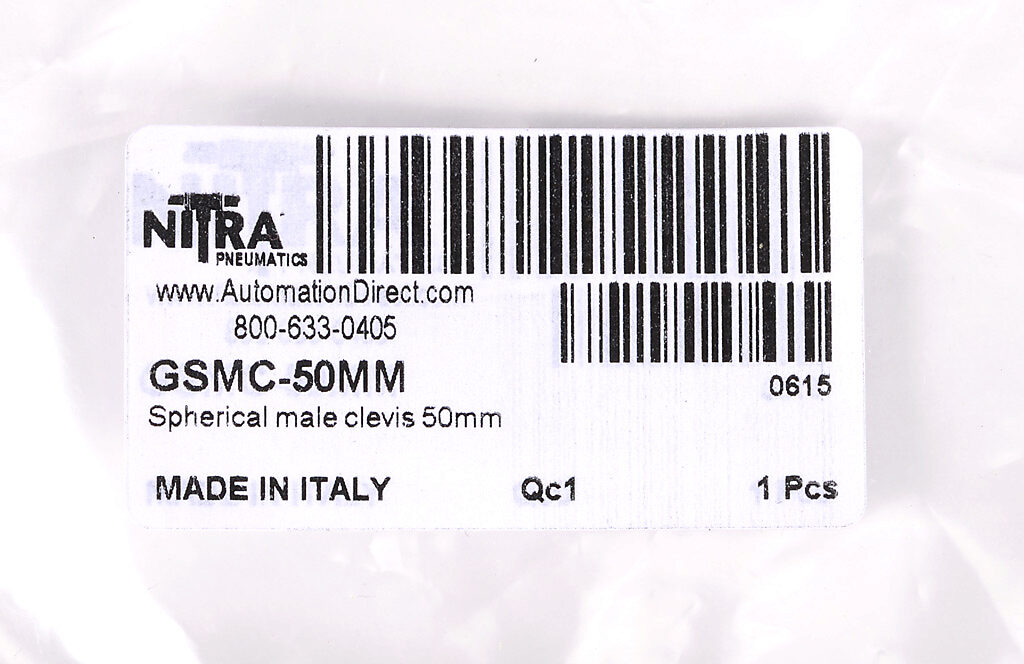 NITRA
PNEUMATICS
www.AutomationDirect.com
800-633-0405
GSMC-50MM
0615
Spherical male clevis 50mm
MADE IN ITALY Qc1 1 Pcs